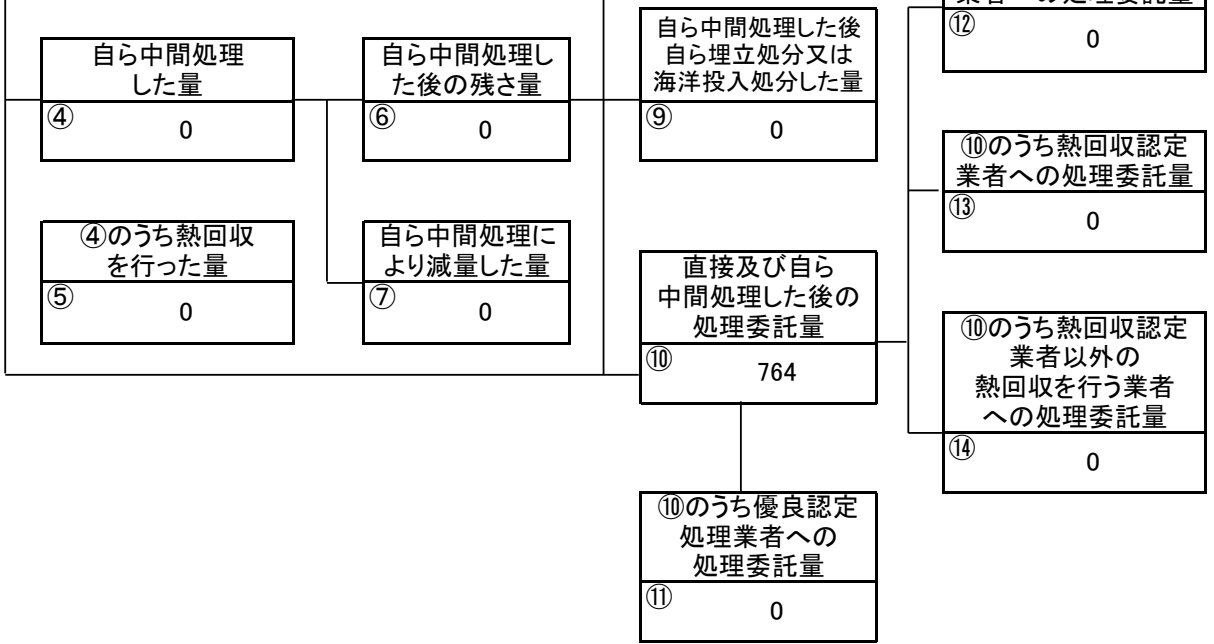 自ら中間処理
した量
④
0
自ら中間処理し
た後の残さ量
⑥
0
自ら中間処理した後
自ら埋立処分又は
海洋投入処分した量
⑨
0
⑫
0
⑩のうち熱回収認定
業者への処理委託量
⑬
0
④のうち熱回収
を行った量
⑤
0
自ら中間処理に
より減量した量
⑦
0
直接及び自ら
中間処理した後の
処理委託量
⑩
764
⑩のうち熱回収認定
業者以外の
熱回収を行う業者
への処理委託量
⑭
0
⑩のうち優良認定
処理業者への
処理委託量
⑪
0